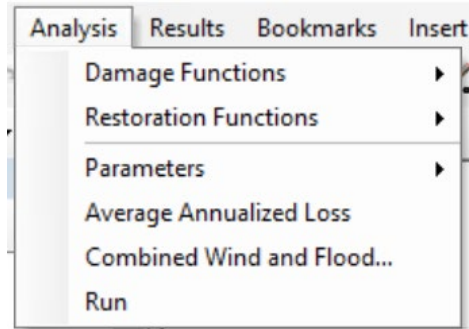 Analysis Results Bookmarks Insert
Damage Functions
Restoration Functions
Parameters
Average Annualized Loss
Combined Wind and Flood...
Run